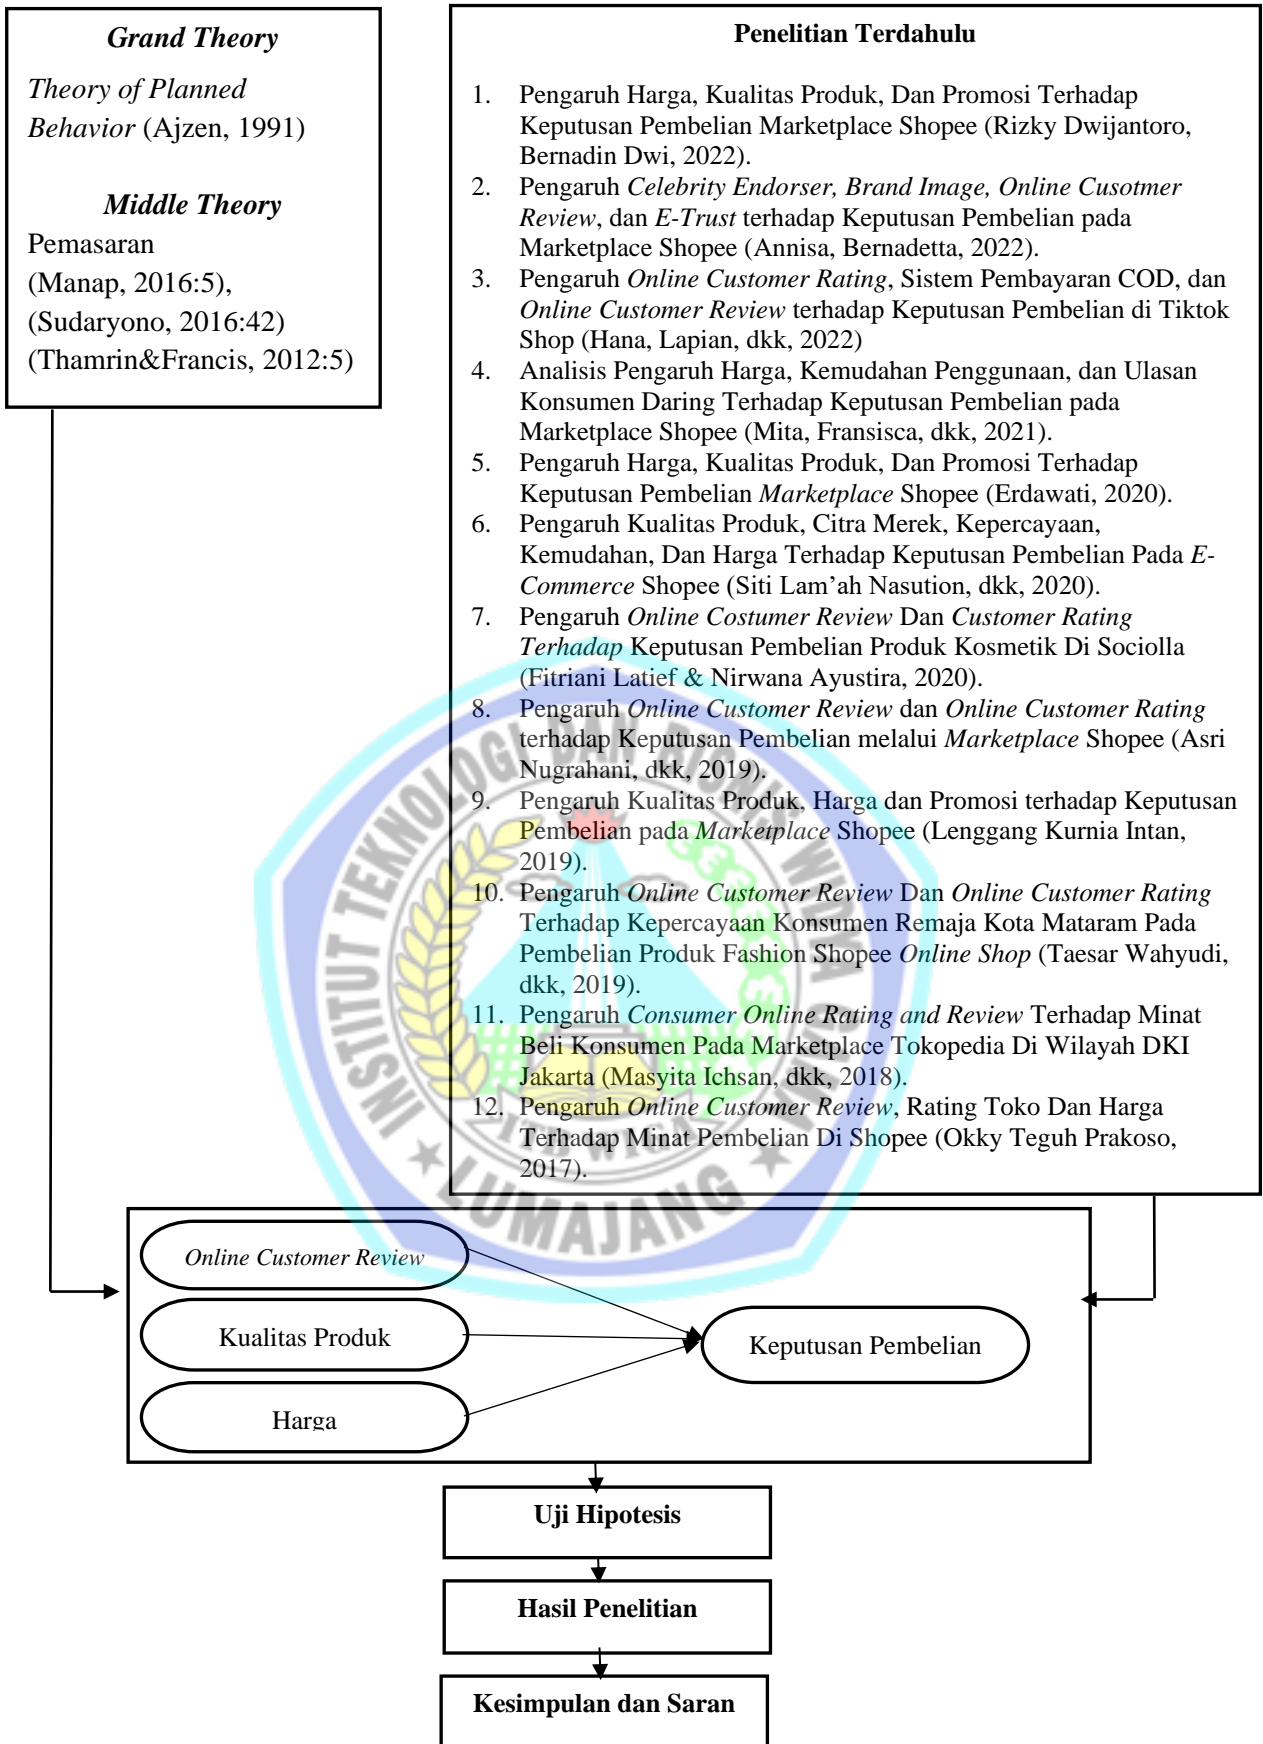 Grand Theory
Theory of Planned
Behavior (Ajzen, 1991)
Middle Theory
Pemasaran
(Manap, 2016:5),
(Sudaryono, 2016:42)
(Thamrin&Francis, 2012:5)
Penelitian Terdahulu
1. Pengaruh Harga, Kualitas Produk, Dan Promosi Terhadap
Keputusan Pembelian Marketplace Shopee (Rizky Dwijantoro,
Bernadin Dwi, 2022).
2. Pengaruh Celebrity Endorser, Brand Image, Online Cusotmer
Review, dan E-Trust terhadap Keputusan Pembelian pada
Marketplace Shopee (Annisa, Bernadetta, 2022).
3. Pengaruh Online Customer Rating, Sistem Pembayaran COD, dan
Online Customer Review terhadap Keputusan Pembelian di Tiktok
Shop (Hana, Lapian, dkk, 2022)
4. Analisis Pengaruh Harga, Kemudahan Penggunaan, dan Ulasan
Konsumen Daring Terhadap Keputusan Pembelian pada
Marketplace Shopee (Mita, Fransisca, dkk, 2021).
5. Pengaruh Harga, Kualitas Produk, Dan Promosi Terhadap
Keputusan Pembelian Marketplace Shopee (Erdawati, 2020).
6. Pengaruh Kualitas Produk, Citra Merek, Kepercayaan,
Kemudahan, Dan Harga Terhadap Keputusan Pembelian Pada E-
Commerce Shopee (Siti Lam’ah Nasution, dkk, 2020).
7. Pengaruh Online Costumer Review Dan Customer Rating
Terhadap Keputusan Pembelian Produk Kosmetik Di Sociolla
(Fitriani Latief & Nirwana Ayustira, 2020).
8. Pengaruh Online Customer Review dan Online Customer Rating
terhadap Keputusan Pembelian melalui Marketplace Shopee (Asri
Nugrahani, dkk, 2019).
9. Pengaruh Kualitas Produk, Harga dan Promosi terhadap Keputusan
Pembelian pada Marketplace Shopee (Lenggang Kurnia Intan,
2019).
10. Pengaruh Online Customer Review Dan Online Customer Rating
Terhadap Kepercayaan Konsumen Remaja Kota Mataram Pada
Pembelian Produk Fashion Shopee Online Shop (Taesar Wahyudi,
dkk, 2019).
11. Pengaruh Consumer Online Rating and Review Terhadap Minat
Beli Konsumen Pada Marketplace Tokopedia Di Wilayah DKI
Jakarta (Masyita Ichsan, dkk, 2018).
12. Pengaruh Online Customer Review, Rating Toko Dan Harga
Terhadap Minat Pembelian Di Shopee (Okky Teguh Prakoso,
2017).
INSTITUT TEKNOLOGI DAN BISNIS WIDYA GAMA
ITB WIGA
LUMAJANG
Online Customer Review
Kualitas Produk
Harga
Keputusan Pembelian
Uji Hipotesis
Hasil Penelitian
Kesimpulan dan Saran